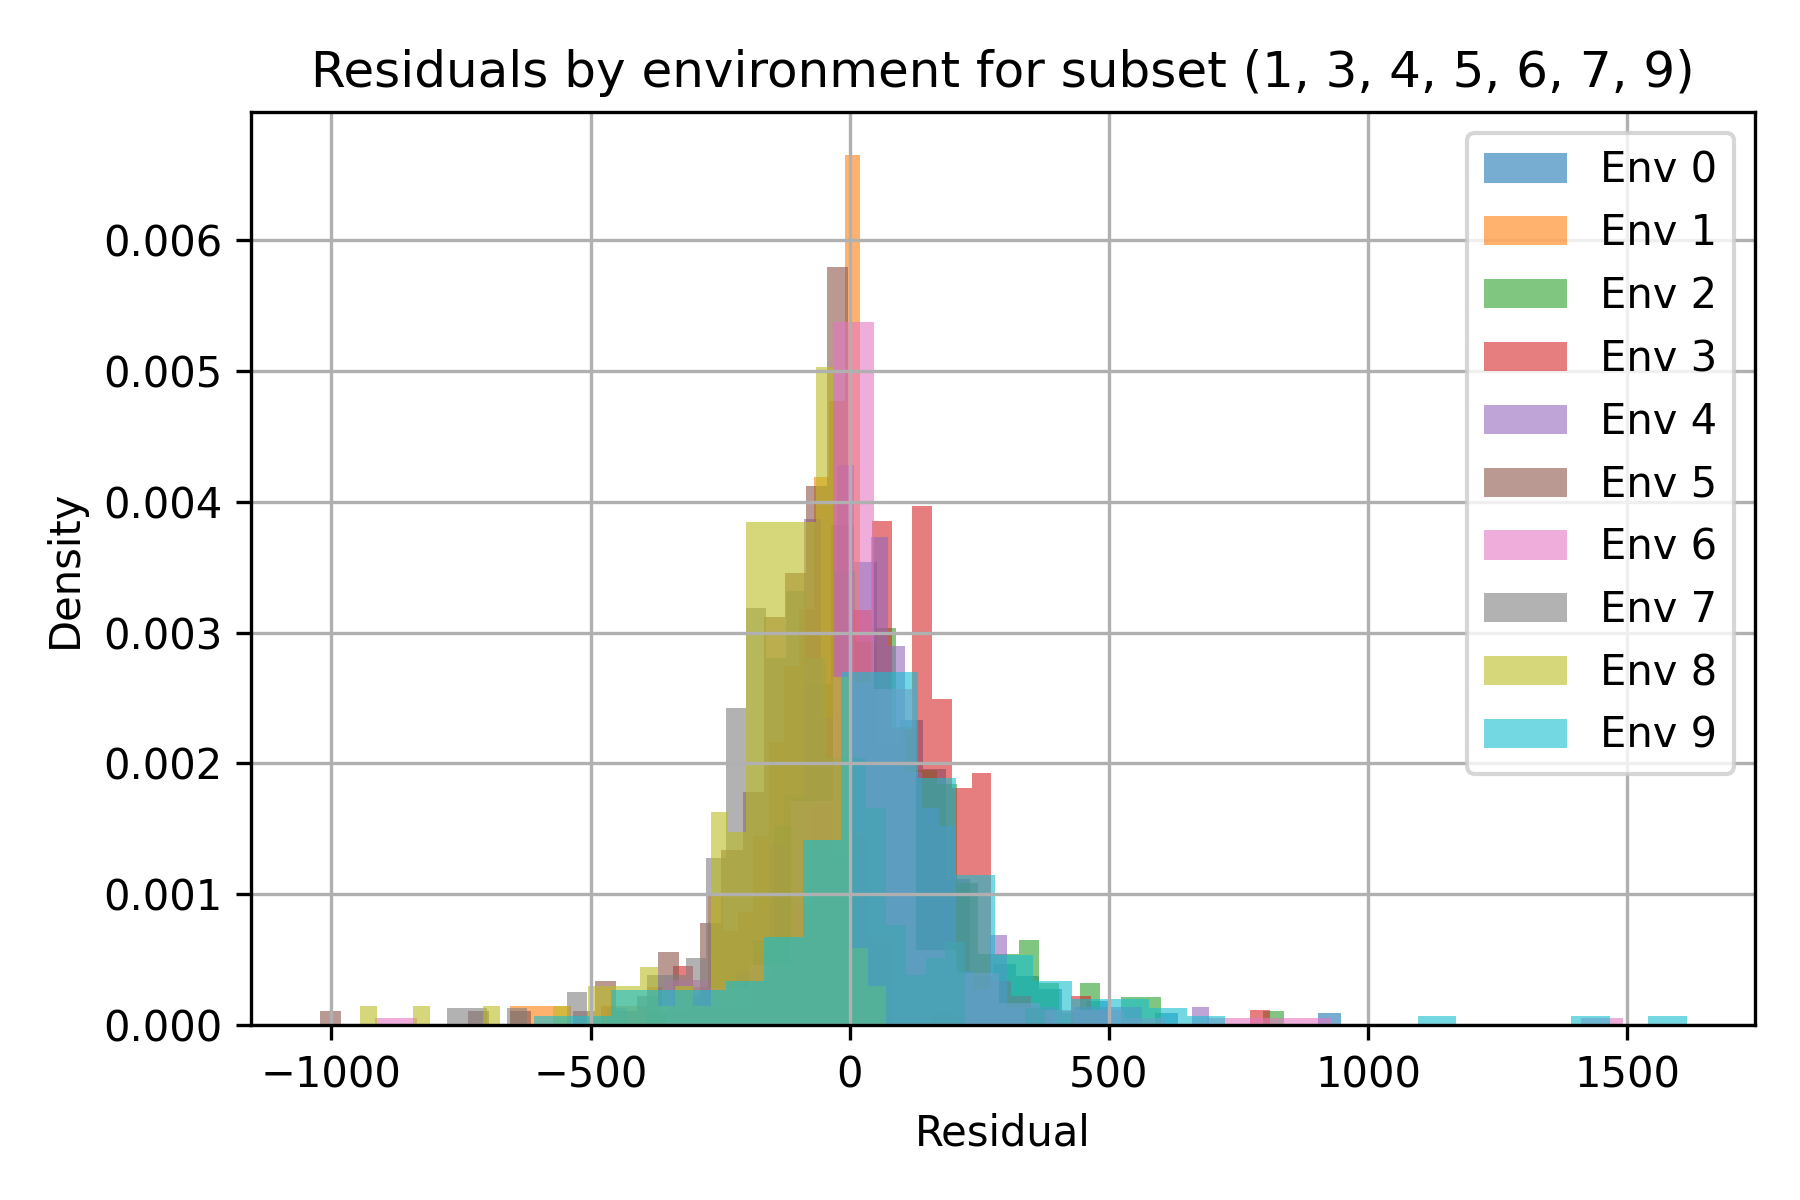 Residuals by environment for subset (1, 3, 4, 5, 6, 7, 9)
Env 0
Env 1
Env 2
Env 3
Env 4
Env 5
Env 6
Env 7
Env 8
Env 9
Density
0.006
0.005
0.004
0.003
0.002
0.001
0.000
−1000
−500
0
500
1000
1500
Residual